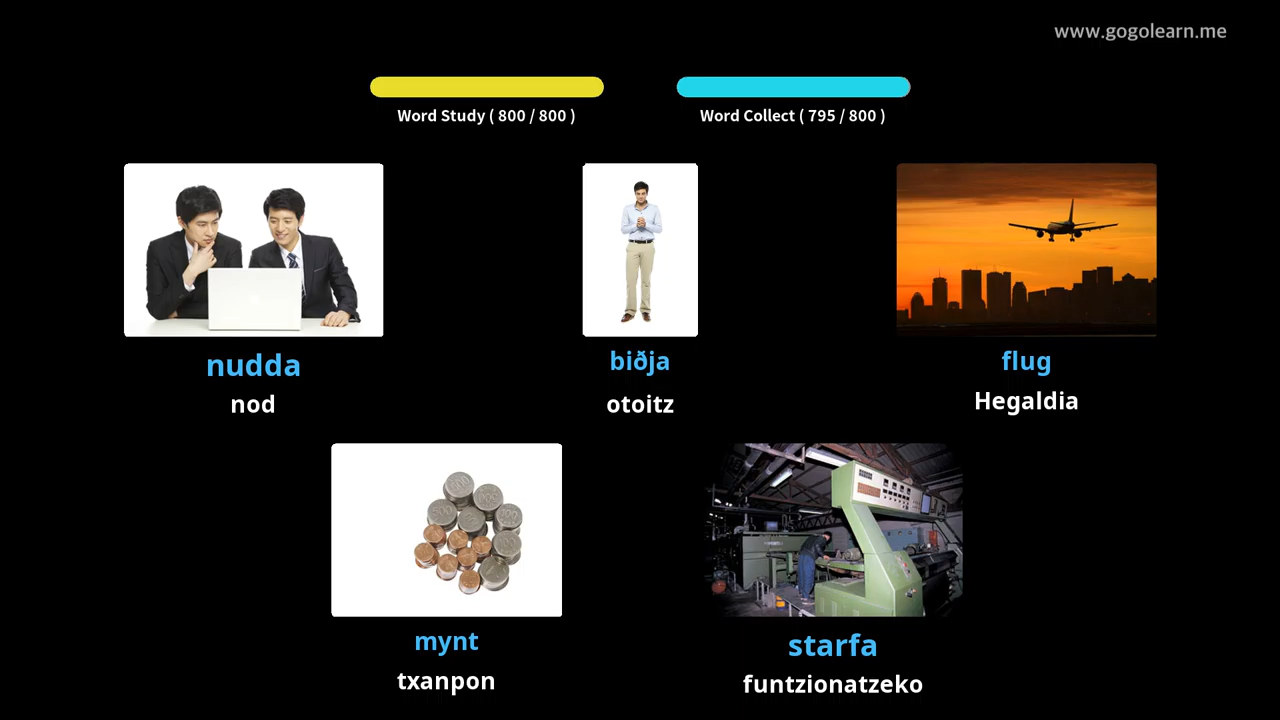 www.gogolearn.me
Word Study ( 800 / 800 )
Word Collect ( 795 / 800 )
nudda
nod
biðja
otoitz
flug
Hegaldia
mynt
txanpon
starfa
funtzionatzeko